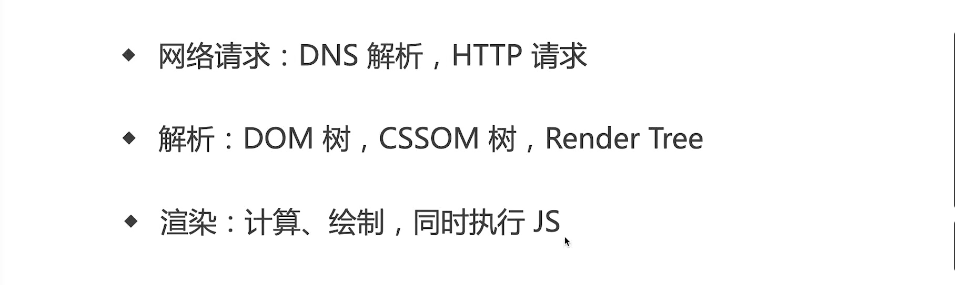 ◆ 网络请求：DNS 解析，HTTP 请求
◆ 解析：DOM 树，CSSOM 树，Render Tree
◆ 渲染：计算、绘制，同时执行 JS